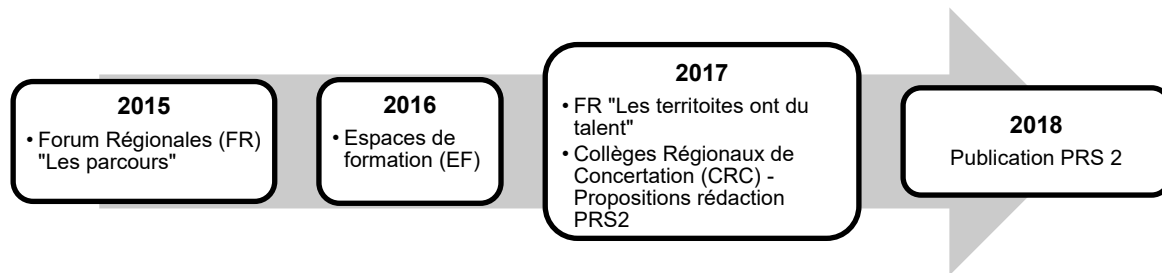 2015
• Forum Régionales (FR)
"Les parcours"
2016
• Espaces de
formation (EF)
2017
• FR "Les territoites ont du
talent"
• Collèges Régionaux de
Concertation (CRC) -
Propositions rédaction
PRS2
2018
Publication PRS 2